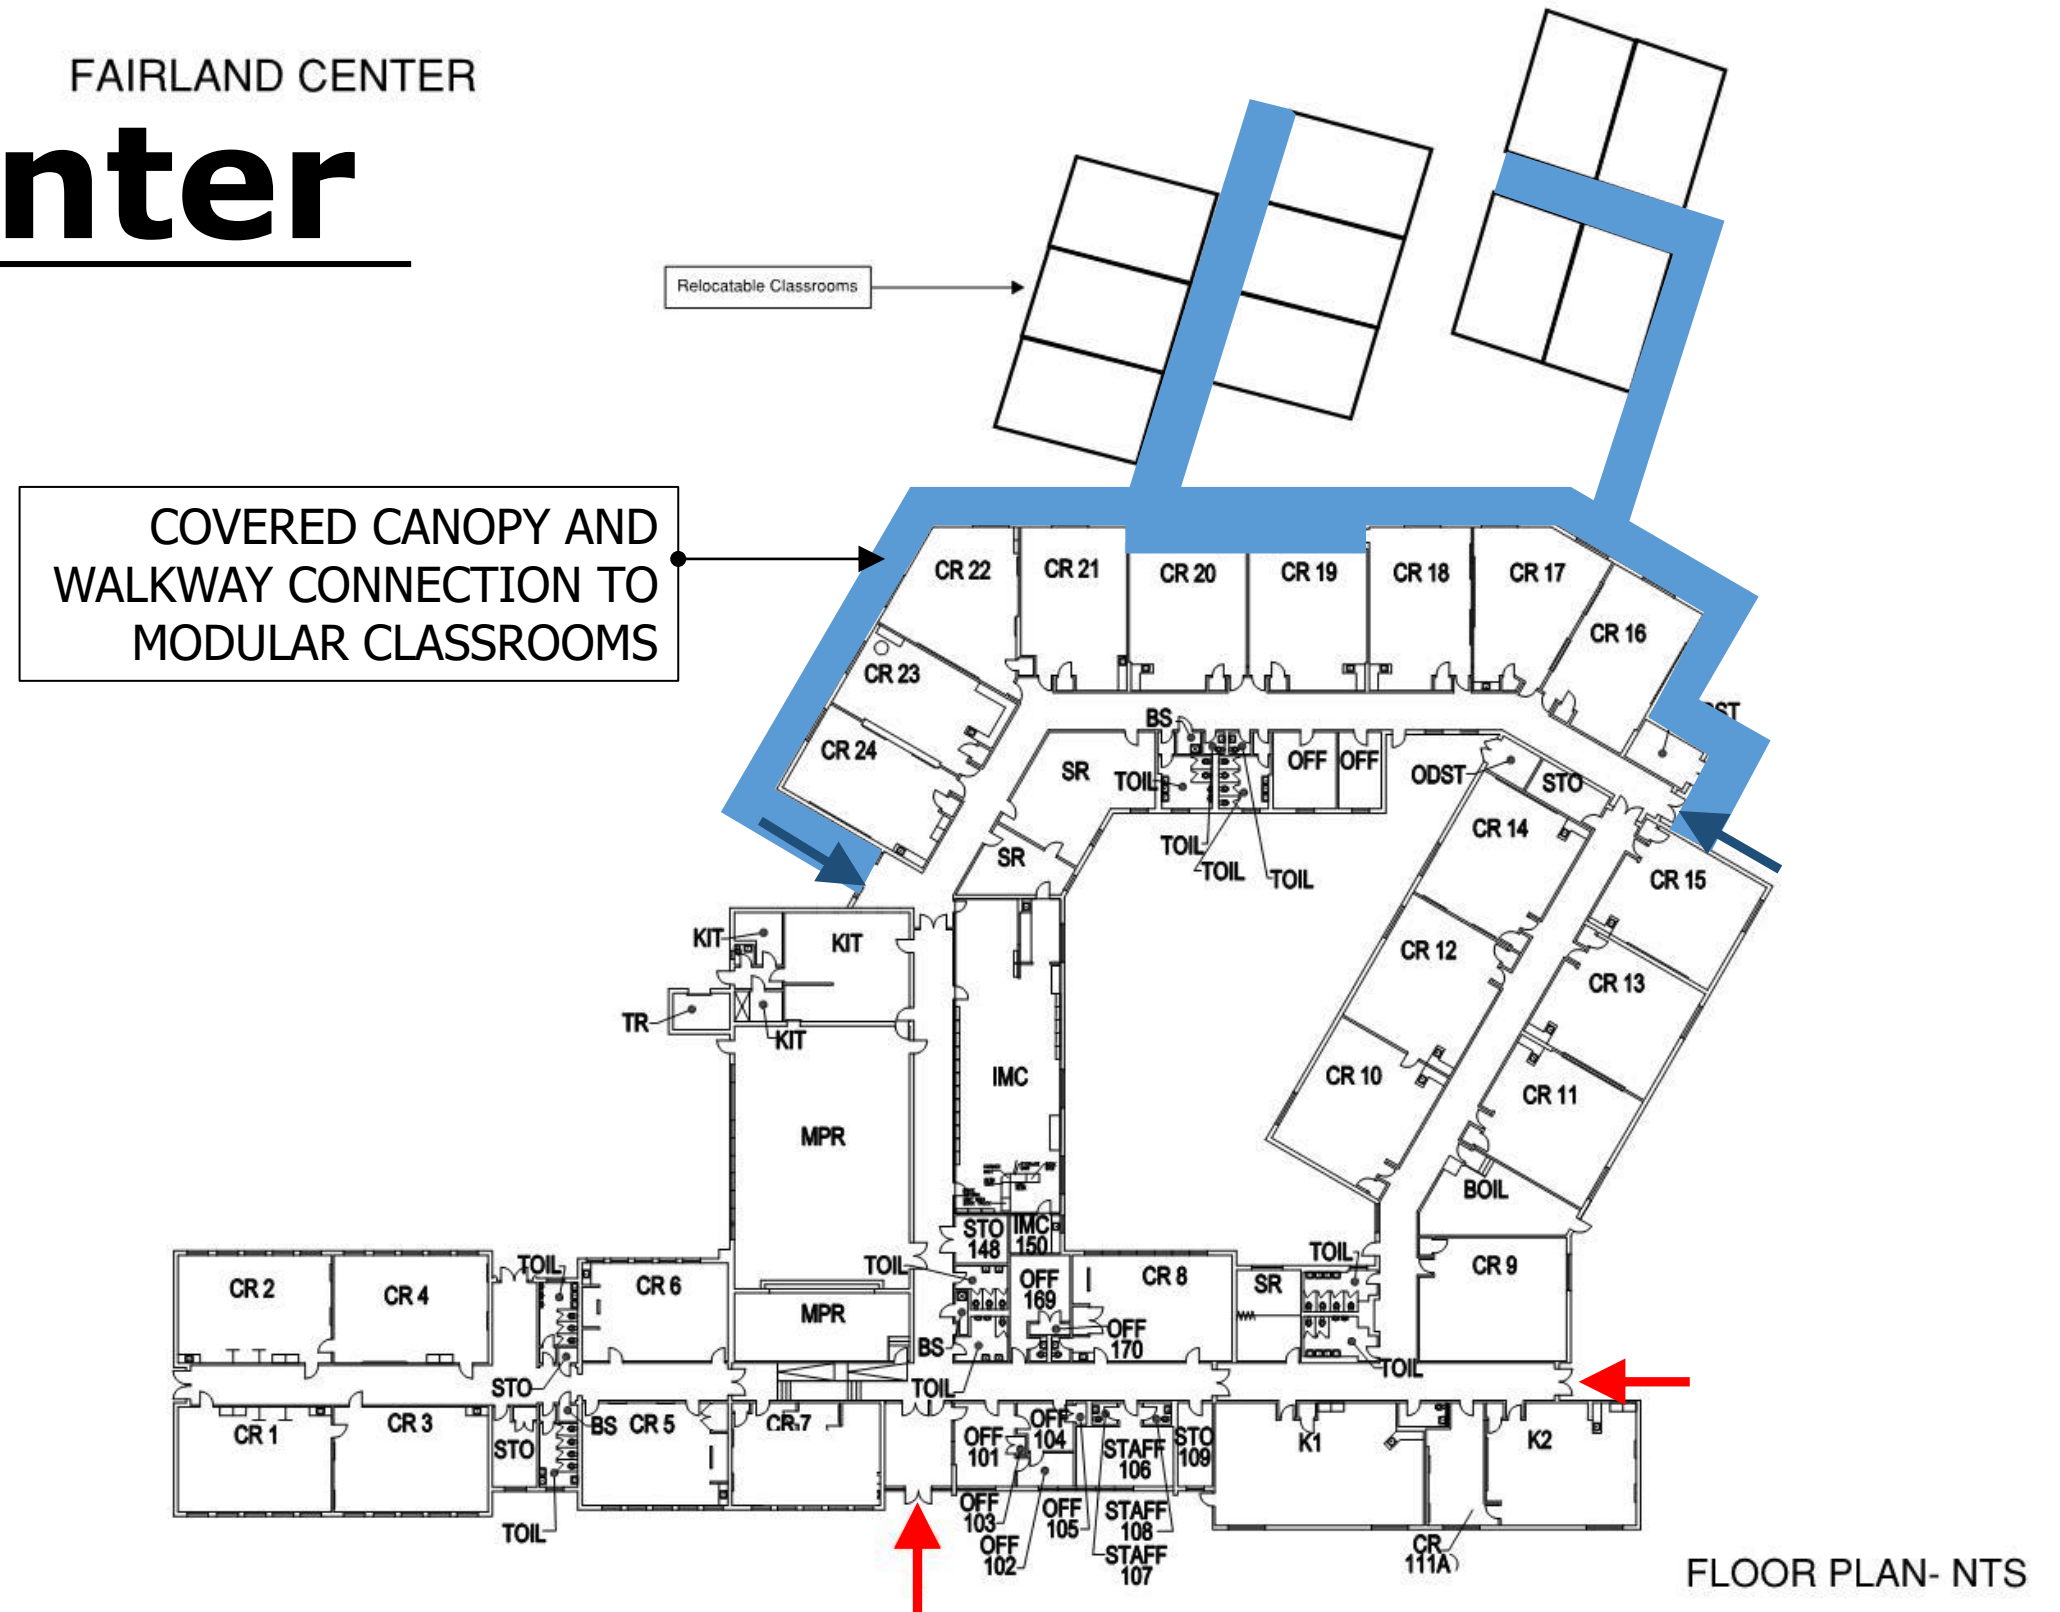 FAIRLAND CENTER
nter
Relocatable Classrooms
COVERED CANOPY AND
WALKWAY CONNECTION TO
MODULAR CLASSROOMS
CR 22
CR 21
CR 20
CR 19
CR 18
CR 17
CR 16
CR 23
CR 24
BS
SR
TOIL
OFF
OFF
ODST
STO
CR 14
SR
TOIL
TOIL
TOIL
CR 15
KIT
KIT
CR 12
CR 13
TR
KIT
IMC
CR 10
CR 11
MPR
BOIL
STO
148
IMC
150
TOIL
CR 2
CR 4
TOIL
CR 6
OFF
169
CR 8
SR
TOIL
CR 9
MPR
BS
OFF
170
TOIL
STO
TOIL
CR 1
CR 3
STO
BS
CR 5
CR 7
OFF
101
OFF
104
STAFF
106
STO
109
K1
K2
TOIL
OFF
103
OFF
102
OFF
105
STAFF
108
STAFF
107
CR
111A
FLOOR PLAN- NTS